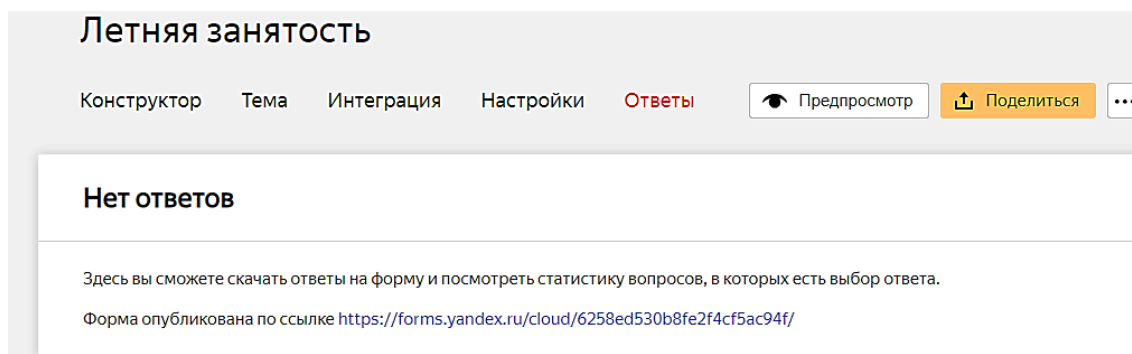 Летняя занятость
Конструктор Тема Интеграция Настройки Ответы Предпросмотр Поделиться
Нет ответов
Здесь вы сможете скачать ответы на форму и посмотреть статистику вопросов, в которых есть выбор ответа.
Форма опубликована по ссылке https://forms.yandex.ru/cloud/6258ed530b8fe2f4cf5ac94f/